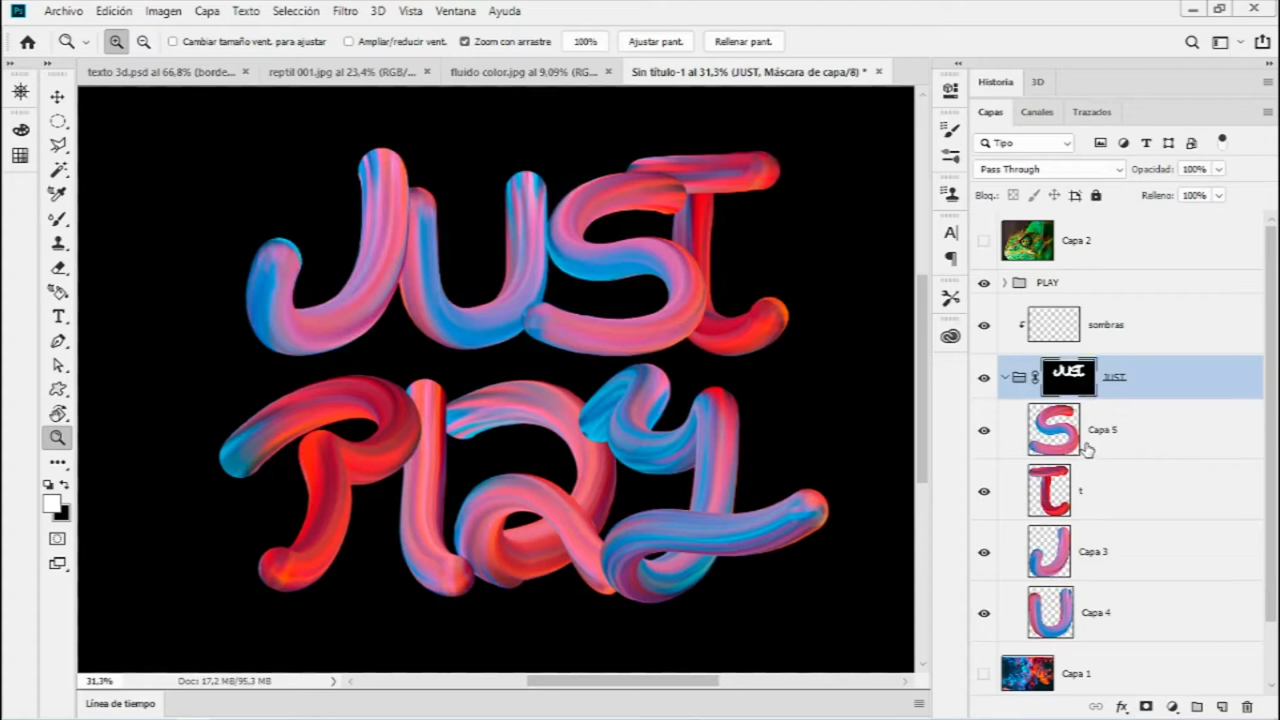 Ps Archivo Edición Imagen Capa Texto Selección Filtro 3D Vista Ventana Ayuda
Cambiar tamaño vent. para ajustar Ampliar/reducir vent. Zoom con arrastre 100% Ajustar pant. Rellenar pant.
texto 3d.psd al 66,8% (borde... × reptil 001.jpg al 23,4% (RGB/... × fluido color.jpg al 9,09% (RG... × Sin título-1 al 31,3% (JUST, Máscara de capa/8) * ×
Historia 3D
Capas Canales Trazados
Tipo
Pass Through Opacidad: 100%
Bloq.: Relleno: 100%
Capa 2
PLAY
sombras
JUST
JUST
Capa 5
t
Capa 3
Capa 4
Capa 1
JUST
PLAY
31,3% Doc: 17,2 MB/95,3 MB
Línea de tiempo